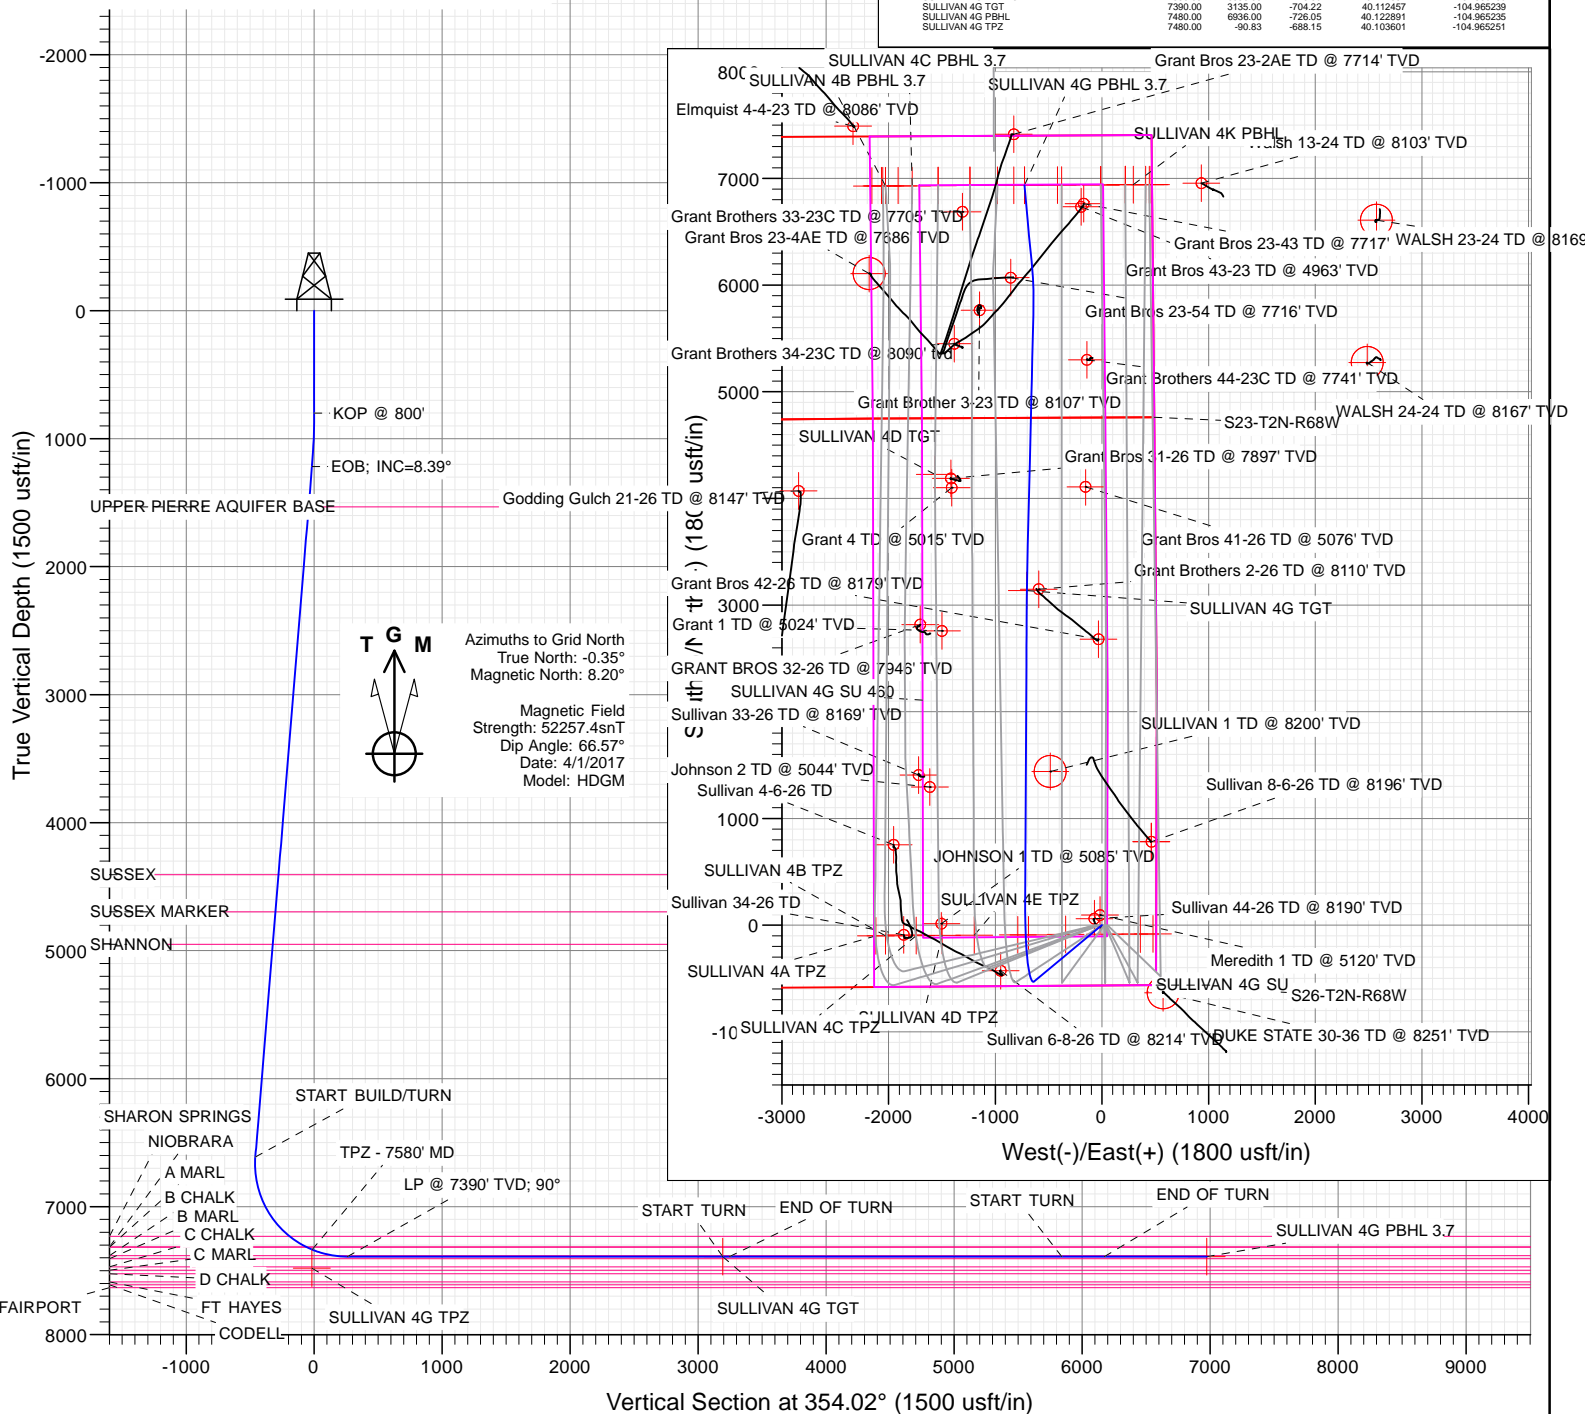 SULLIVAN 4G TGT 7390.00 3135.00 -704.22 40.112457 -104.965239
SULLIVAN 4G PBHL 7480.00 6936.00 -726.05 40.122891 -104.965235
SULLIVAN 4G TPZ 7480.00 -90.83 -688.15 40.103601 -104.965251
True Vertical Depth (1500 usft/in)
-2000
-1000
0
1000
2000
3000
4000
5000
6000
7000
8000
KOP @ 800'
EOB; INC=8.39°
UPPER PIERRE AQUIFER BASE
SUSSEX
SUSSEX MARKER
SHANNON
T G M
Azimuths to Grid North
True North: -0.35°
Magnetic North: 8.20°
Magnetic Field
Strength: 52257.4snT
Dip Angle: 66.57°
Date: 4/1/2017
Model: HDGM
START BUILD/TURN
SHARON SPRINGS
NIOBRARA
A MARL
B CHALK
B MARL
C CHALK
C MARL
D CHALK
FAIRPORT
FT HAYES
CODELL
TPZ - 7580' MD
LP @ 7390' TVD; 90°
SULLIVAN 4G TPZ
START TURN
END OF TURN
SULLIVAN 4G TGT
START TURN
END OF TURN
SULLIVAN 4G PBHL 3.7
-1000 0 1000 2000 3000 4000 5000 6000 7000 8000 9000
Vertical Section at 354.02° (1500 usft/in)
SULLIVAN 4C PBHL 3.7
SULLIVAN 4B PBHL 3.7
Elmquist 4-4-23 TD @ 8086' TVD
Grant Bros 23-2AE TD @ 7714' TVD
SULLIVAN 4G PBHL 3.7
SULLIVAN 4K PBHL
Walsh 13-24 TD @ 8103' TVD
7000
Grant Brothers 33-23C TD @ 7705' TVD
Grant Bros 23-4AE TD @ 7686' TVD
Grant Bros 23-43 TD @ 7717'
WALSH 23-24 TD @ 8169
Grant Bros 43-23 TD @ 4963' TVD
6000
Grant Bros 23-54 TD @ 7716' TVD
Grant Brothers 34-23C TD @ 8090' tvd
Grant Brothers 44-23C TD @ 7741' TVD
5000
Grant Brother 3-23 TD @ 8107' TVD
WALSH 24-24 TD @ 8167' TVD
S23-T2N-R68W
SULLIVAN 4D TGT
Grant Bros 31-26 TD @ 7897' TVD
Godding Gulch 21-26 TD @ 8147' TVD
Grant 4 TD @ 5015' TVD
Grant Bros 41-26 TD @ 5076' TVD
Grant Brothers 2-26 TD @ 8110' TVD
Grant Bros 42-26 TD @ 8179' TVD
SULLIVAN 4G TGT
3000
Grant 1 TD @ 5024' TVD
GRANT BROS 32-26 TD @ 7946' TVD
SULLIVAN 4G SU 460
Sullivan 33-26 TD @ 8169' TVD
SULLIVAN 1 TD @ 8200' TVD
Johnson 2 TD @ 5044' TVD
Sullivan 4-6-26 TD
Sullivan 8-6-26 TD @ 8196' TVD
1000
JOHNSON 1 TD @ 5085' TVD
SULLIVAN 4B TPZ
Sullivan 34-26 TD
SULLIVAN 4E TPZ
Sullivan 44-26 TD @ 8190' TVD
0
Meredith 1 TD @ 5120' TVD
SULLIVAN 4A TPZ
SULLIVAN 4G SU
S26-T2N-R68W
SULLIVAN 4D TPZ
SULLIVAN 4C TPZ
Sullivan 6-8-26 TD @ 8214' TVD
DUKE STATE 30-36 TD @ 8251' TVD
-3000 -2000 -1000 0 1000 2000 3000 4000
West(-)/East(+) (1800 usft/in)